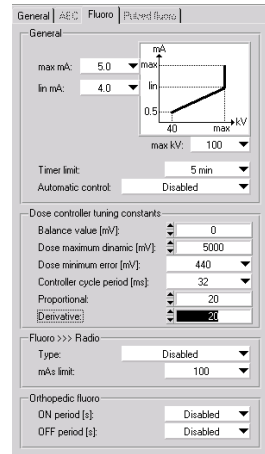 General AEC Fluoro Pulsed fluoro
General
mA
max mA: 5.0 max
lin mA: 4.0 lin
0.5
40 max kV
max kV: 100
Timer limit: 5 min
Automatic control: Disabled
Dose controller tuning constants
Balance value [mV]: 0
Dose maximum dinamic [mV]: 5000
Dose minimum error [mV]: 440
Controller cycle period [ms]: 32
Proportional: 20
Derivative: 20
Fluoro >>> Radio
Type: Disabled
mAs limit: 100
Orthopedic fluoro
ON period [s]: Disabled
OFF period [s]: Disabled